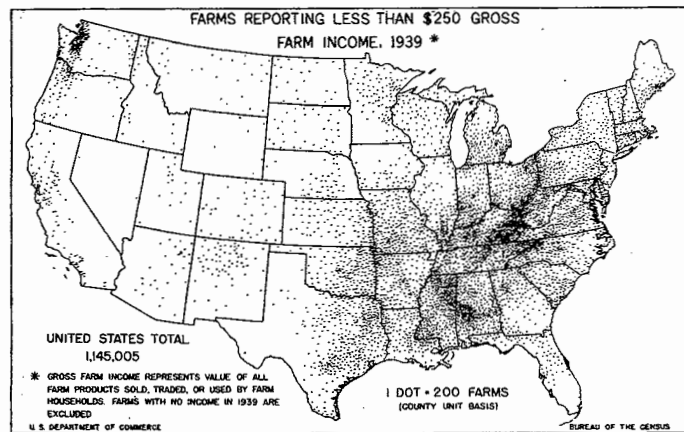 FARMS REPORTING LESS THAN $250 GROSS
FARM INCOME, 1939 *
UNITED STATES TOTAL
1,145,005
* GROSS FARM INCOME REPRESENTS VALUE OF ALL
FARM PRODUCTS SOLD, TRADED, OR USED BY FARM
HOUSEHOLDS. FARMS WITH NO INCOME IN 1939 ARE
EXCLUDED
1 DOT = 200 FARMS
(COUNTY UNIT BASIS)
U. S. DEPARTMENT OF COMMERCE
BUREAU OF THE CENSUS